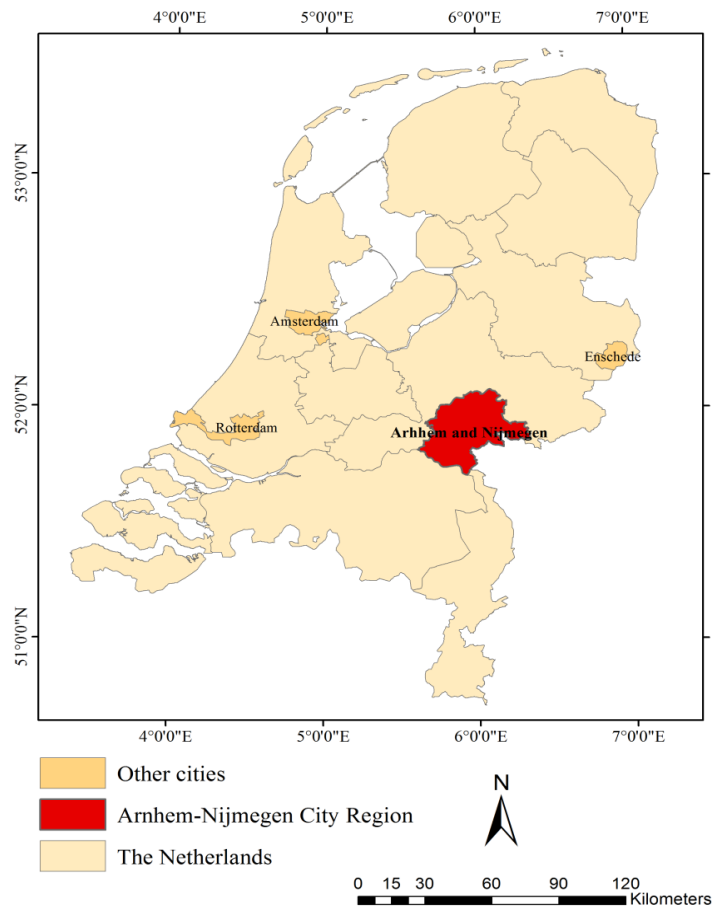 4°0'0"E 5°0'0"E 6°0'0"E 7°0'0"E
53°0'0"N
52°0'0"N
51°0'0"N
Amsterdam
Enschede
Rotterdam
Arhhem and Nijmegen
4°0'0"E 5°0'0"E 6°0'0"E 7°0'0"E
Other cities
Arnhem-Nijmegen City Region
The Netherlands
N
0 15 30 60 90 120
Kilometers